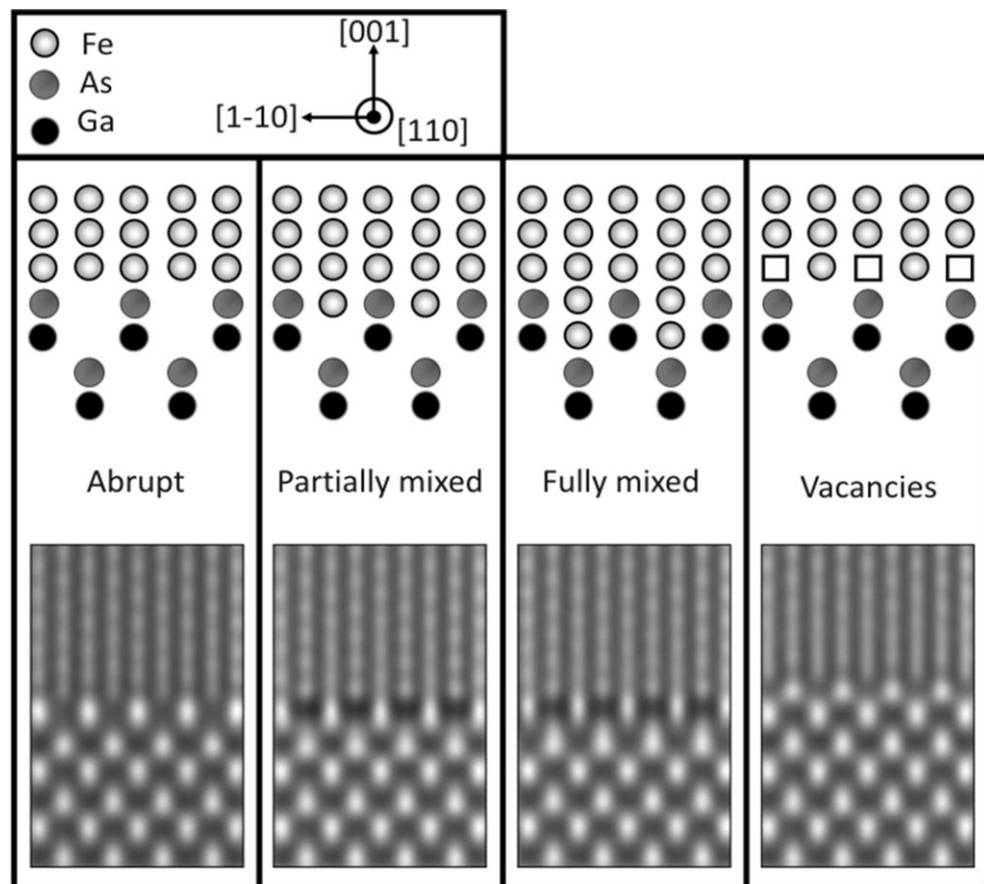 Fe
As
Ga
[001]
[1-10]
[110]
Abrupt
Partially mixed
Fully mixed
Vacancies